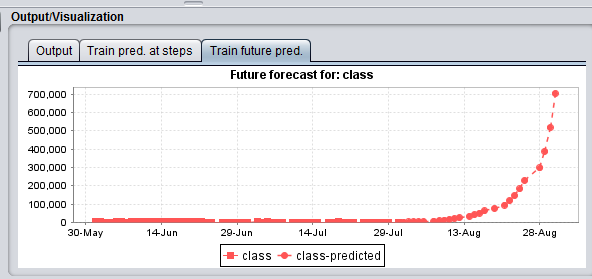 Output/Visualization
Output Train pred. at steps Train future pred.
Future forecast for: class
700,000
600,000
500,000
400,000
300,000
200,000
100,000
0
30-May 14-Jun 29-Jun 14-Jul 29-Jul 13-Aug 28-Aug
class class-predicted